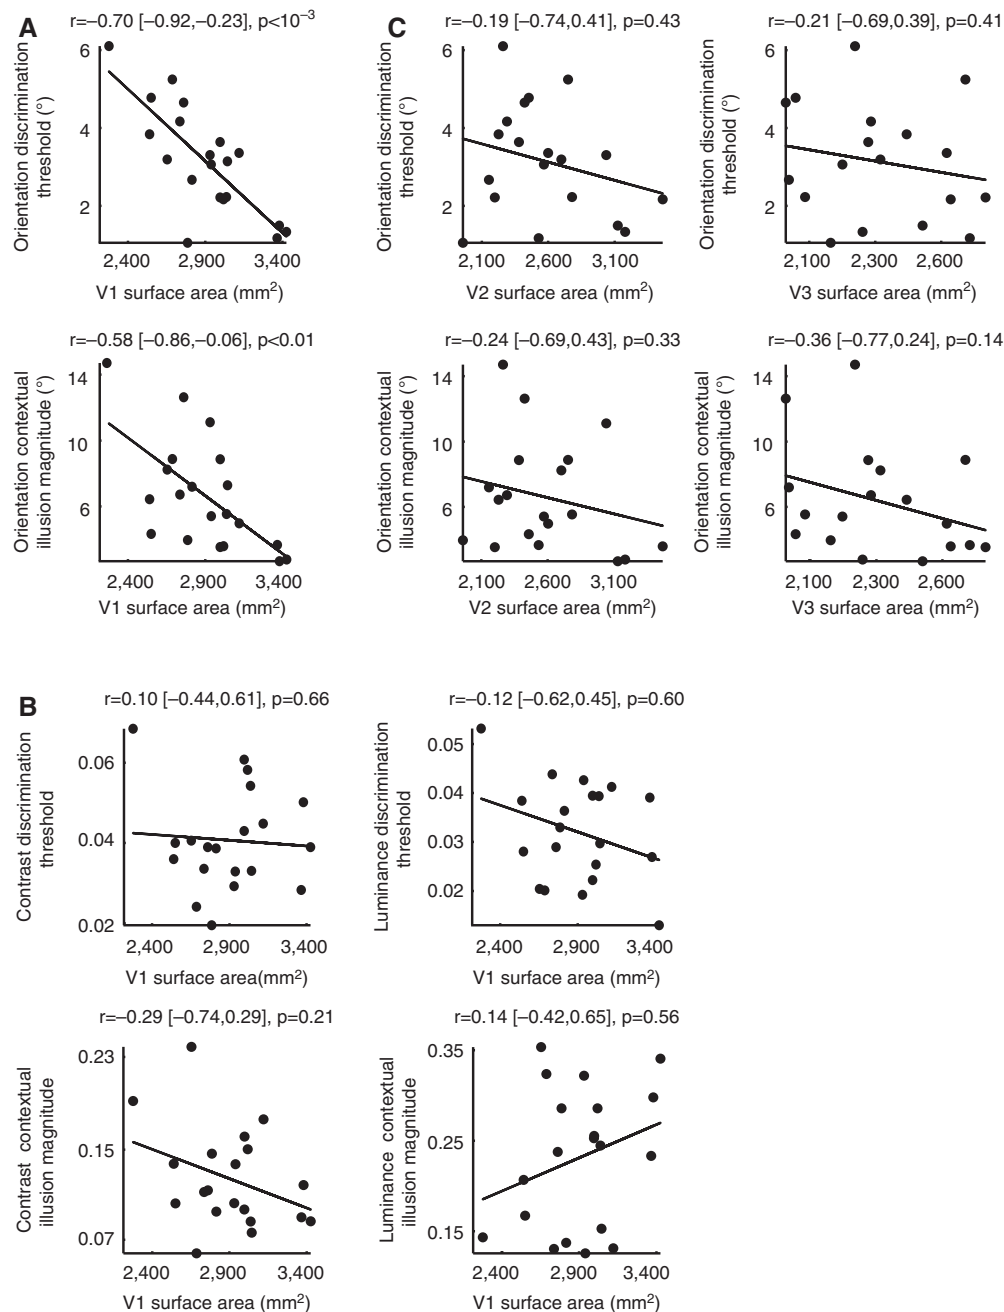 A
r=−0.70 [−0.92,−0.23], p<10⁻³
Orientation discrimination
threshold (°)
6
4
2
2,400 2,900 3,400
V1 surface area (mm²)
r=−0.58 [−0.86,−0.06], p<0.01
Orientation contextual
illusion magnitude (°)
14
10
6
2,400 2,900 3,400
V1 surface area (mm²)
C
r=−0.19 [−0.74,0.41], p=0.43
Orientation discrimination
threshold (°)
6
4
2
2,100 2,600 3,100
V2 surface area (mm²)
r=−0.21 [−0.69,0.39], p=0.41
Orientation discrimination
threshold (°)
6
4
2
2,100 2,300 2,600
V3 surface area (mm²)
r=−0.24 [−0.69,0.43], p=0.33
Orientation contextual
illusion magnitude (°)
14
10
6
2,100 2,600 3,100
V2 surface area (mm²)
r=−0.36 [−0.77,0.24], p=0.14
Orientation contextual
illusion magnitude (°)
14
10
6
2,100 2,300 2,600
V3 surface area (mm²)
B
r=0.10 [−0.44,0.61], p=0.66
Contrast discrimination
threshold
0.06
0.04
0.02
2,400 2,900 3,400
V1 surface area(mm²)
r=−0.12 [−0.62,0.45], p=0.60
Luminance discrimination
threshold
0.05
0.04
0.03
0.02
2,400 2,900 3,400
V1 surface area (mm²)
r=−0.29 [−0.74,0.29], p=0.21
Contrast contextual
illusion magnitude
0.23
0.15
0.07
2,400 2,900 3,400
V1 surface area (mm²)
r=0.14 [−0.42,0.65], p=0.56
Luminance contextual
illusion magnitude
0.35
0.25
0.15
2,400 2,900 3,400
V1 surface area (mm²)